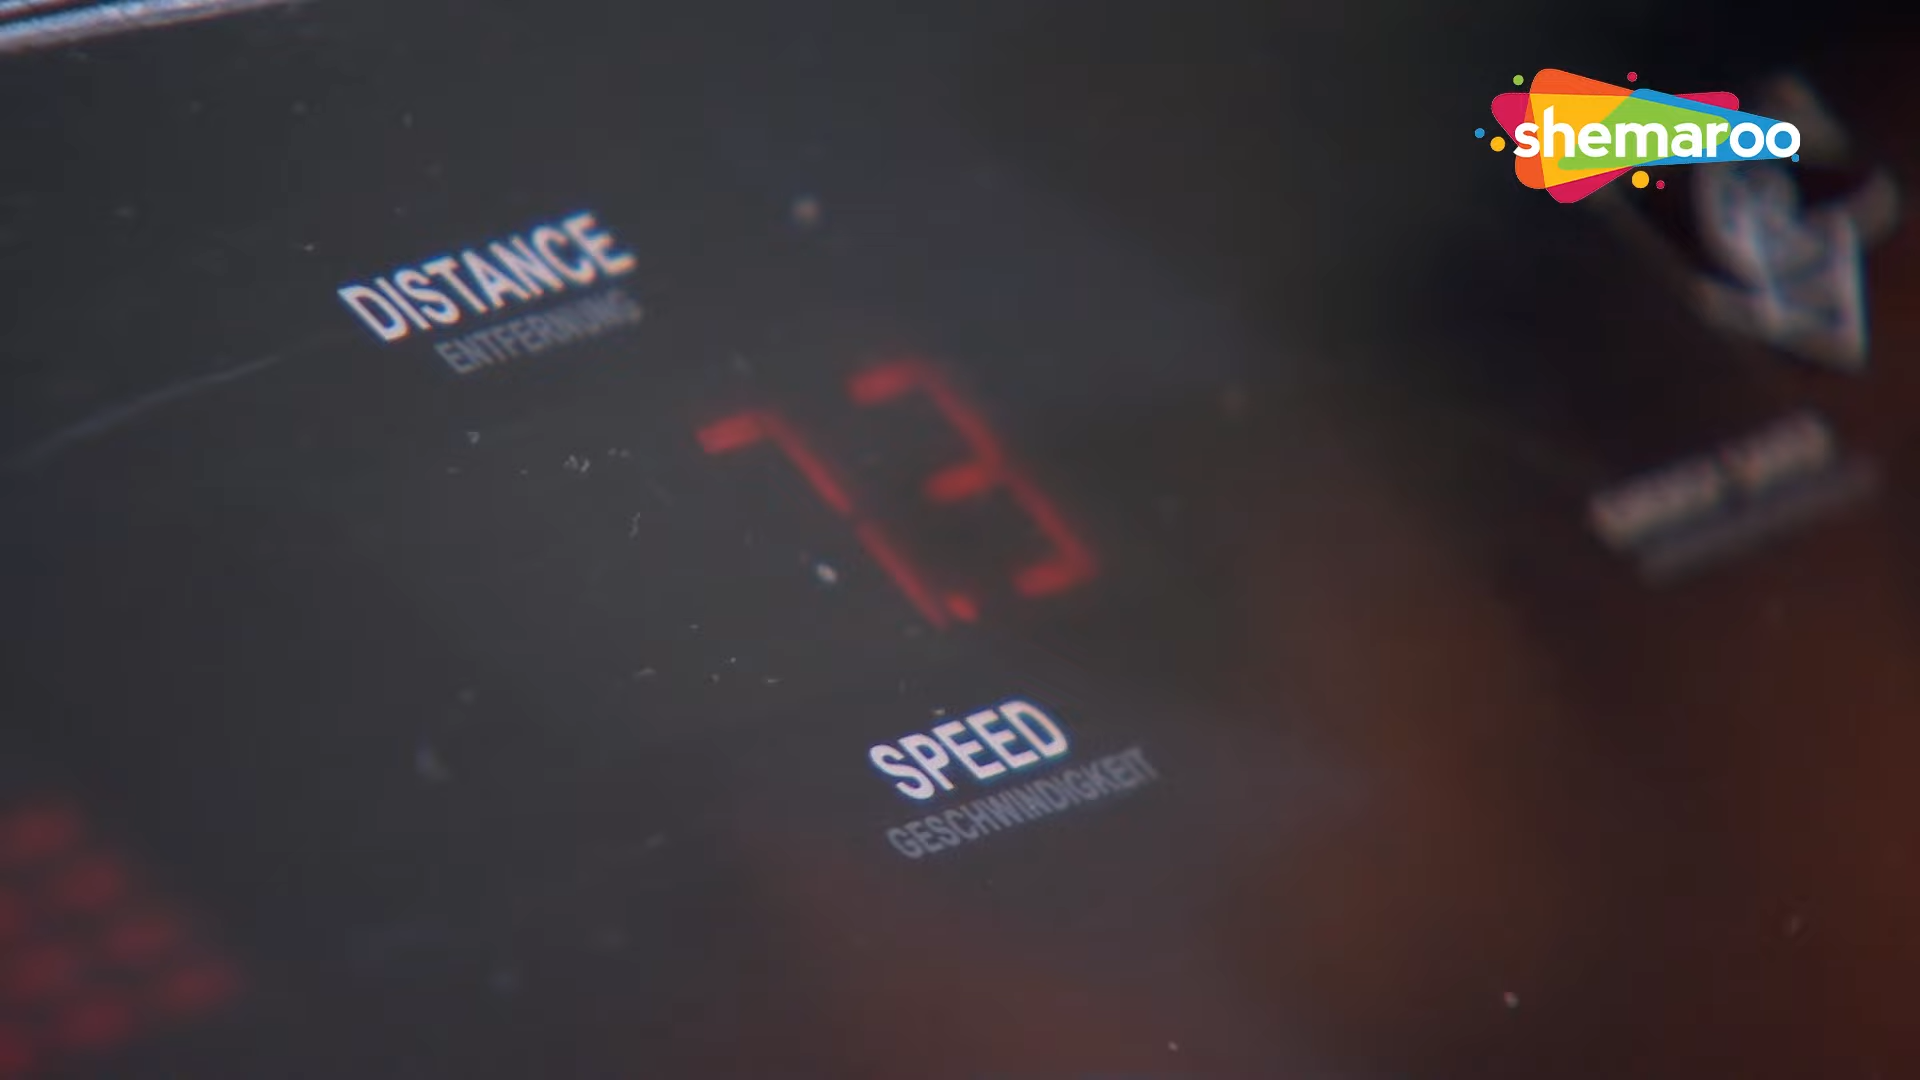 shemaroo
DISTANCE
ENTFERNUNG
7.3
SPEED
GESCHWINDIGKEIT